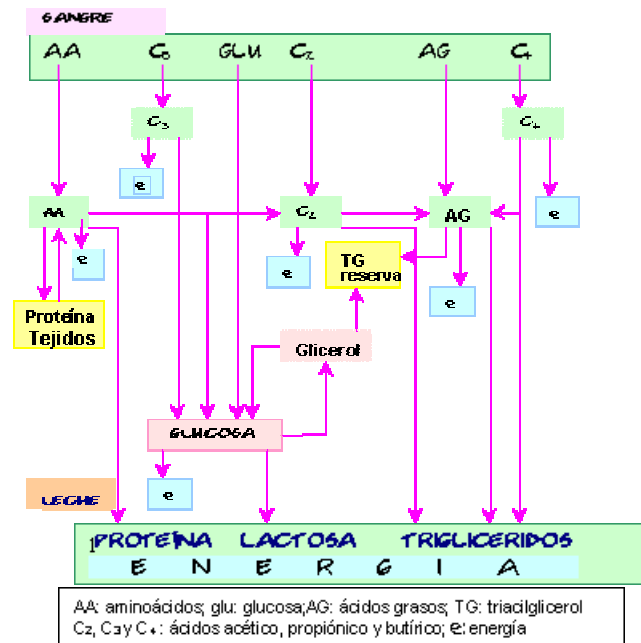 SANGRE
AA C₃ GLU C₂ AG C₄
C₃ C₄
e e
AA C₂ AG
e e e
TG
reserva
Proteína
Tejidos
Glicerol
GLUCOSA
e
LECHE
1PROTEÍNA LACTOSA TRIGLICERIDOS
E N E R G I A
AA: aminoácidos; glu: glucosa;AG: ácidos grasos; TG: triacilglicerol
C₂, C₃ y C₄: ácidos acético, propiónico y butírico; e: energía